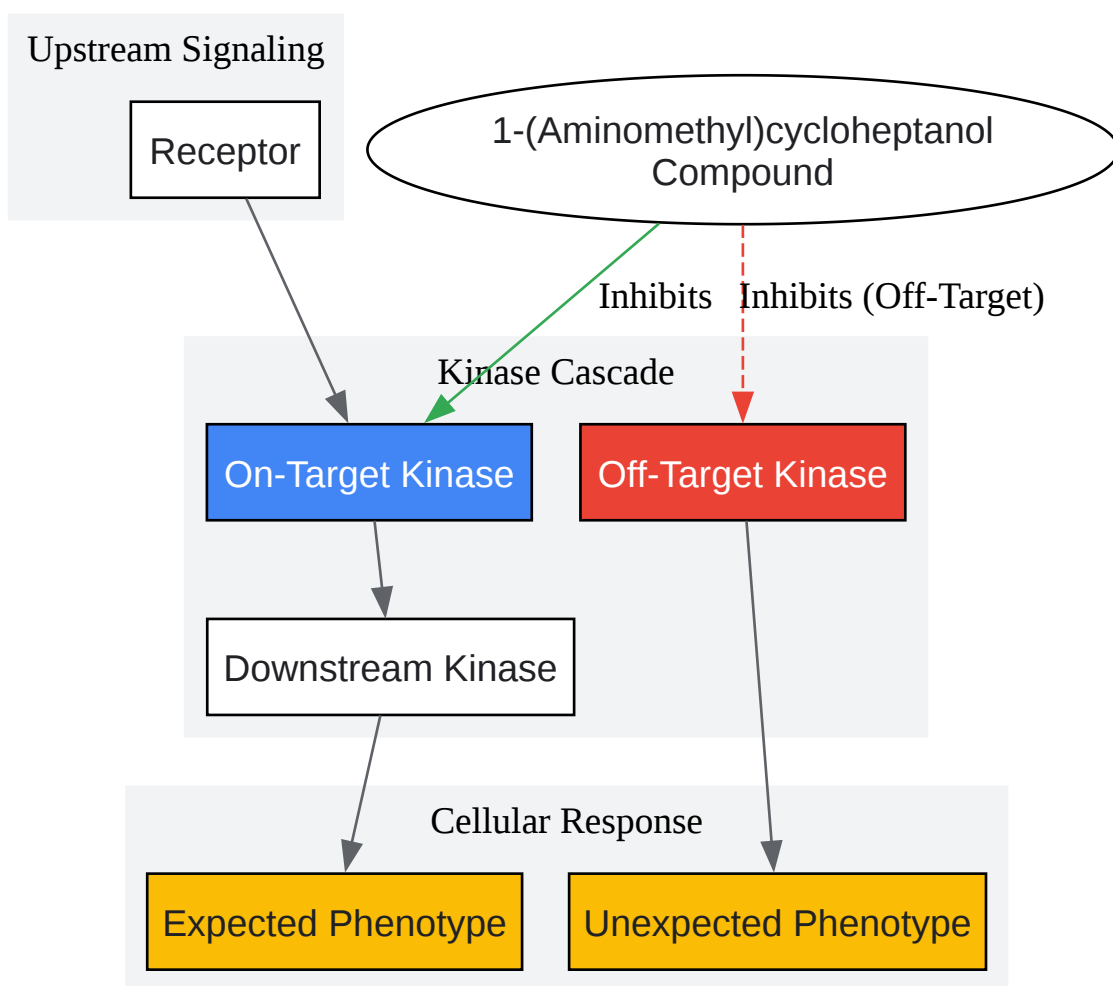 Upstream Signaling
Receptor
1-(Aminomethyl)cycloheptanol
Compound
Inhibits
Inhibits (Off-Target)
Kinase Cascade
On-Target Kinase
Off-Target Kinase
Downstream Kinase
Cellular Response
Expected Phenotype
Unexpected Phenotype